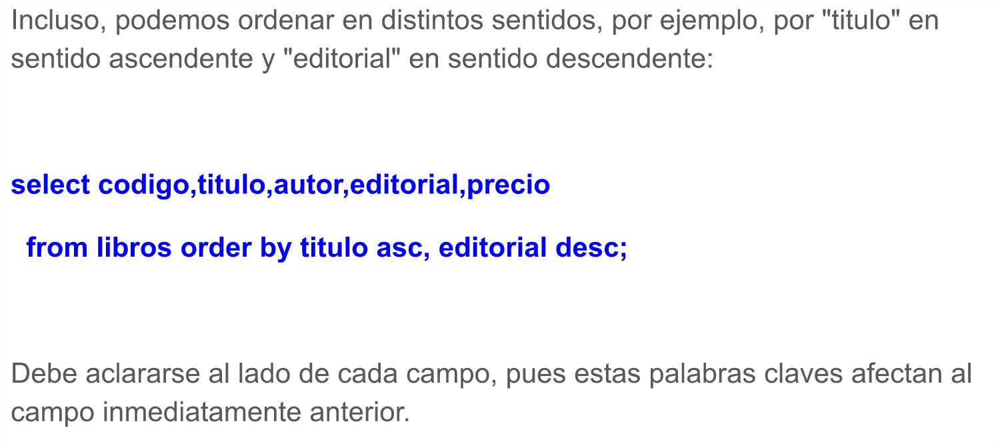 Incluso, podemos ordenar en distintos sentidos, por ejemplo, por "titulo" en
sentido ascendente y "editorial" en sentido descendente:
select codigo,titulo,autor,editorial,precio
from libros order by titulo asc, editorial desc;
Debe aclararse al lado de cada campo, pues estas palabras claves afectan al
campo inmediatamente anterior.